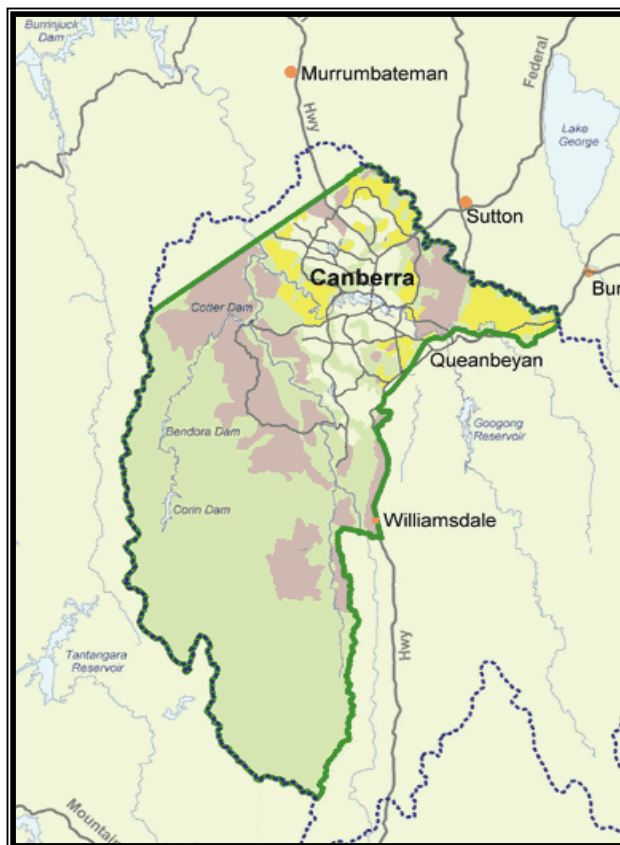 Burrinjuck
Dam
Murrumbateman
Federal
Hwy
Lake
George
Sutton
Canberra
Bun
Cotter Dam
Queanbeyan
Googong
Reservoir
Bendora Dam
Corin Dam
Williamsdale
Tantangara
Reservoir
Hwy
Mountain